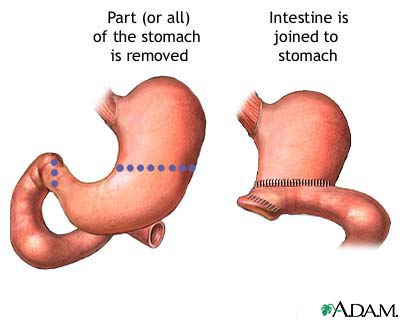 Part (or all)
of the stomach
is removed
Intestine is
joined to
stomach
A.D.A.M.